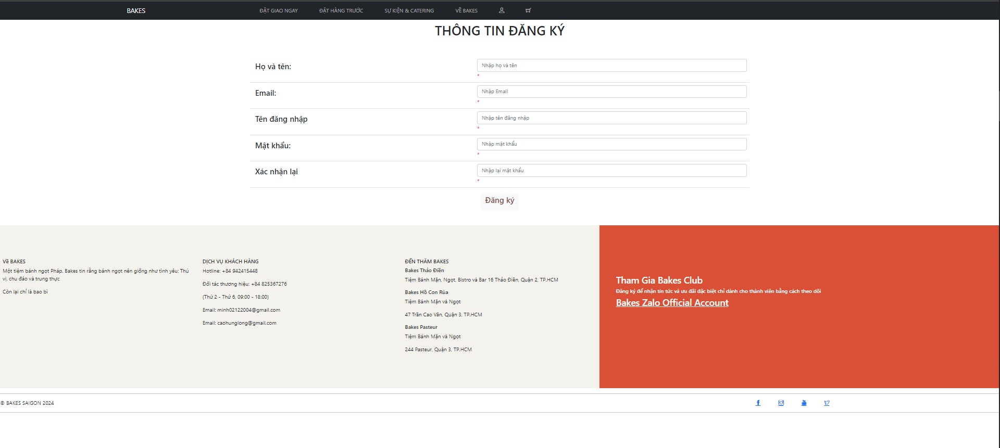 BAKES
ĐẶT GIAO NGAY
ĐẶT HÀNG TRƯỚC
SỰ KIỆN & CATERING
VỀ BAKES
THÔNG TIN ĐĂNG KÝ
Họ và tên:
Nhập họ và tên
*
Email:
Nhập Email
*
Tên đăng nhập
Nhập tên đăng nhập
*
Mật khẩu:
Nhập mật khẩu
*
Xác nhận lại
Nhập lại mật khẩu
*
Đăng ký
Về BAKES
Một tiệm bánh ngọt Pháp. Bakes tin rằng bánh ngọt nên giống như tình yêu: Thú
vị, chu đáo và trung thực
Còn lại chỉ là bao bì
DỊCH VỤ KHÁCH HÀNG
Hotline: +84 942415448
Đối tác thương hiệu: +84 825367276
(Thứ 2 - Thứ 6, 09:00 - 18:00)
Email: minh02122004@gmail.com
Email: caohunglong@gmail.com
ĐẾN THĂM BAKES
Bakes Thảo Điền
Tiệm Bánh Mặn, Ngọt, Bistro và Bar 16 Thảo Điền, Quận 2, TP.HCM
Bakes Hồ Con Rùa
Tiệm Bánh Mặn và Ngọt
47 Trần Cao Vân, Quận 3, TP.HCM
Bakes Pasteur
Tiệm Bánh Mặn và Ngọt
244 Pasteur, Quận 3, TP.HCM
Tham Gia Bakes Club
Đăng ký để nhận tin tức và ưu đãi đặc biệt chỉ dành cho thành viên bằng cách theo dõi
Bakes Zalo Official Account
© BAKES SAIGON 2024